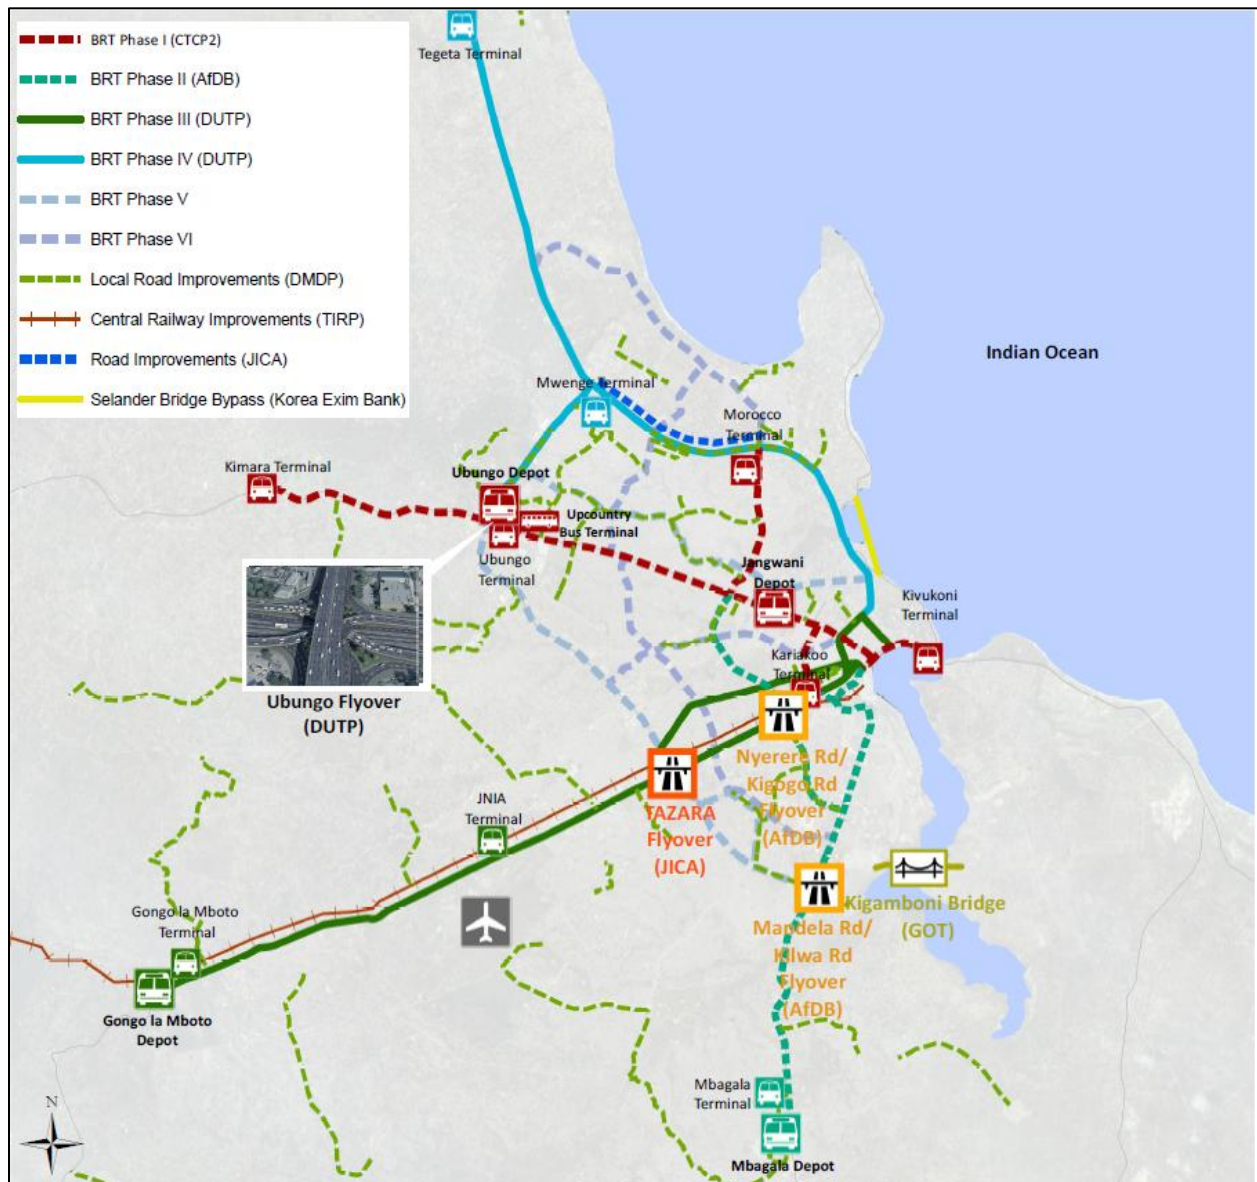 BRT Phase I (CTCP2)
BRT Phase II (AfDB)
BRT Phase III (DUTP)
BRT Phase IV (DUTP)
BRT Phase V
BRT Phase VI
Local Road Improvements (DMDP)
Central Railway Improvements (TIRP)
Road Improvements (JICA)
Selander Bridge Bypass (Korea Exim Bank)
Tegeta Terminal
Indian Ocean
Mwenge Terminal
Morocco
Terminal
Kimara Terminal
Ubungo Depot
Upcountry
Bus Terminal
Ubungo
Terminal
Jangwani
Depot
Kivukoni
Terminal
Kariakoo
Terminal
Ubungo Flyover
(DUTP)
Nyerere Rd/
Kigogo Rd
Flyover
(AfDB)
TAZARA
Flyover
(JICA)
JNIA
Terminal
Kigamboni Bridge
(GOT)
Mandela Rd/
Kilwa Rd
Flyover
(AfDB)
Gongo la Mboto
Terminal
Gongo la Mboto
Depot
Mbagala
Terminal
Mbagala Depot
N